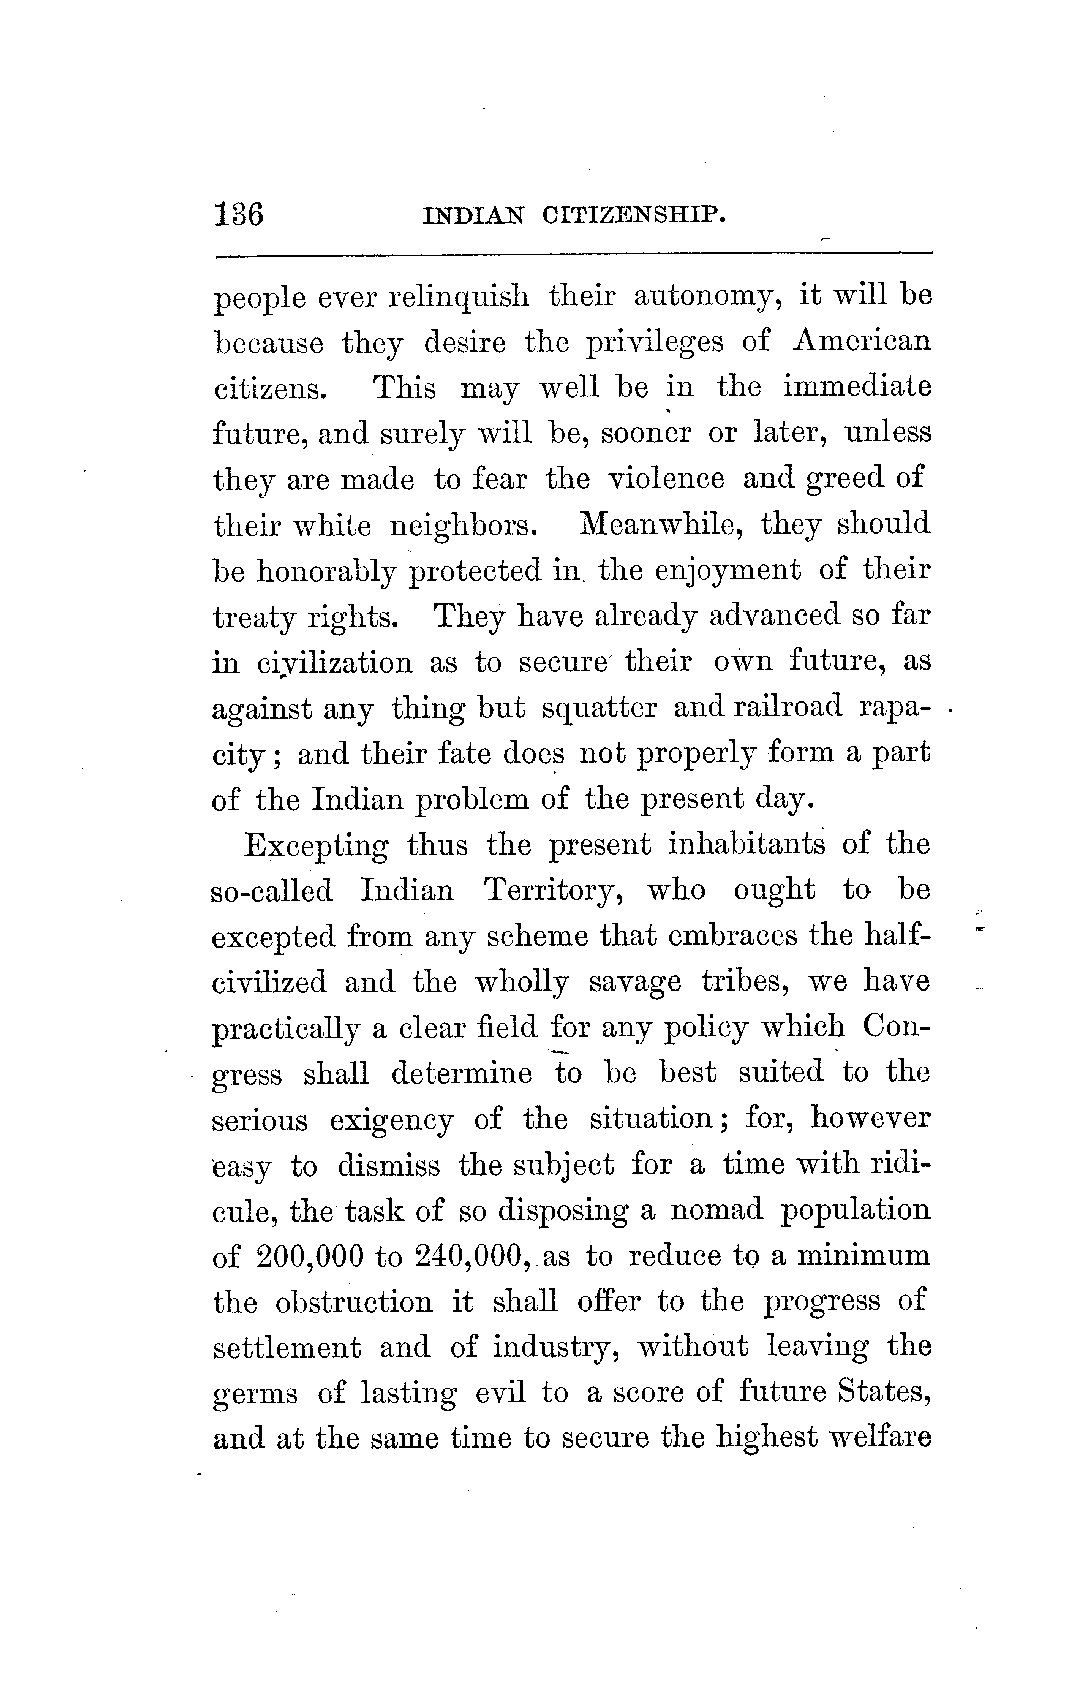 136 INDIAN CITIZENSHIP.
people ever relinquish their autonomy, it will be
because they desire the privileges of American
citizens. This may well be in the immediate
future, and surely will be, sooner or later, unless
they are made to fear the violence and greed of
their white neighbors. Meanwhile, they should
be honorably protected in the enjoyment of their
treaty rights. They have already advanced so far
in civilization as to secure their own future, as
against any thing but squatter and railroad rapa-
city; and their fate does not properly form a part
of the Indian problem of the present day.
Excepting thus the present inhabitants of the
so-called Indian Territory, who ought to be
excepted from any scheme that embraces the half-
civilized and the wholly savage tribes, we have
practically a clear field for any policy which Con-
gress shall determine to be best suited to the
serious exigency of the situation; for, however
easy to dismiss the subject for a time with ridi-
cule, the task of so disposing a nomad population
of 200,000 to 240,000, as to reduce to a minimum
the obstruction it shall offer to the progress of
settlement and of industry, without leaving the
germs of lasting evil to a score of future States,
and at the same time to secure the highest welfare